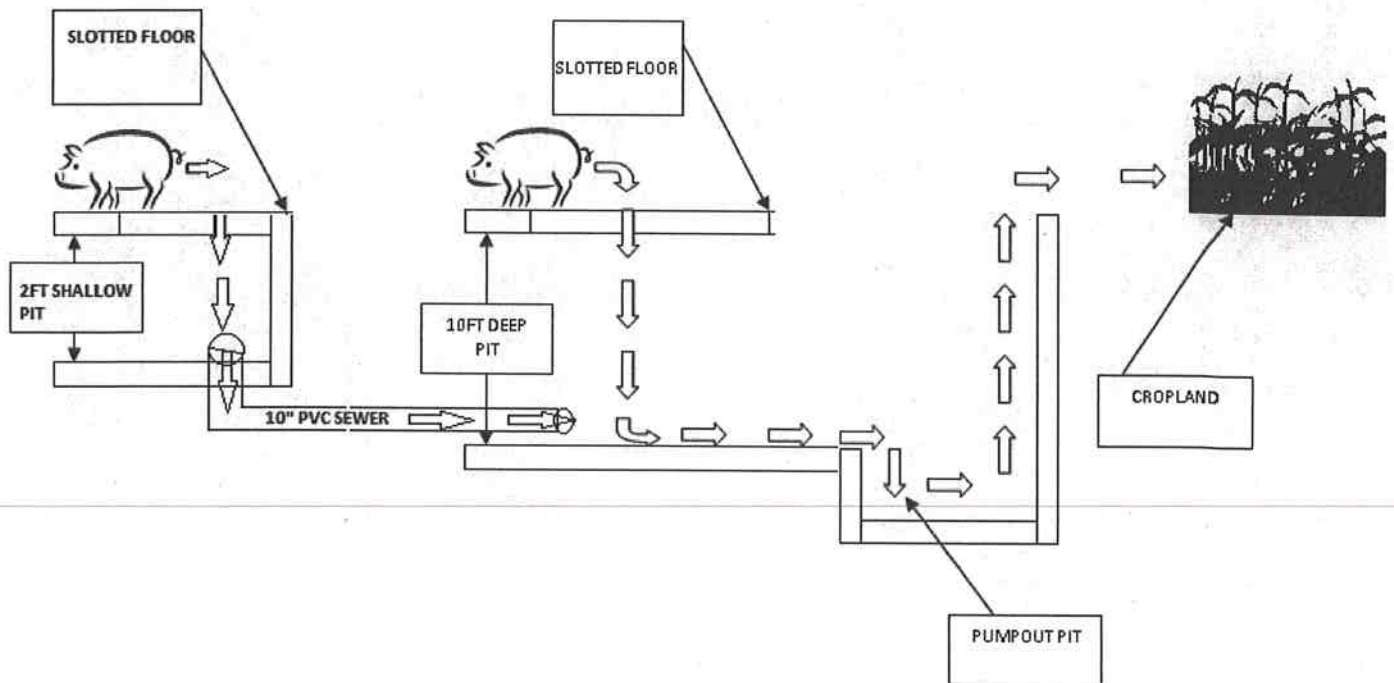 SLOTTED FLOOR
SLOTTED FLOOR
2FT SHALLOW
PIT
10FT DEEP
PIT
10" PVC SEWER
CROPLAND
PUMPOUT PIT